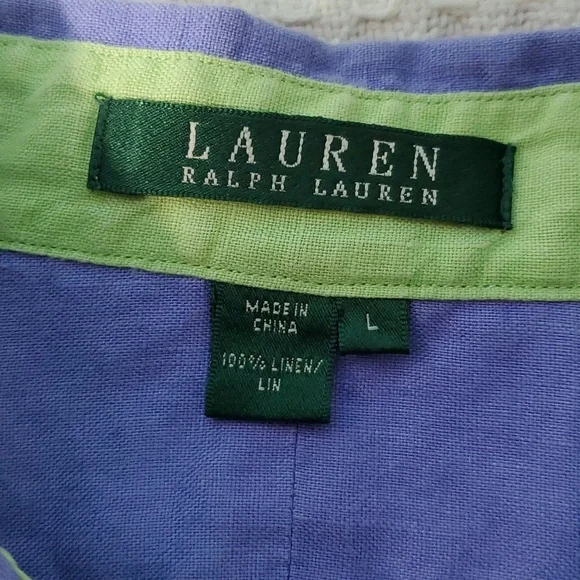 LAUREN
RALPH LAUREN
MADE IN
CHINA
L
100% LINEN/
LIN